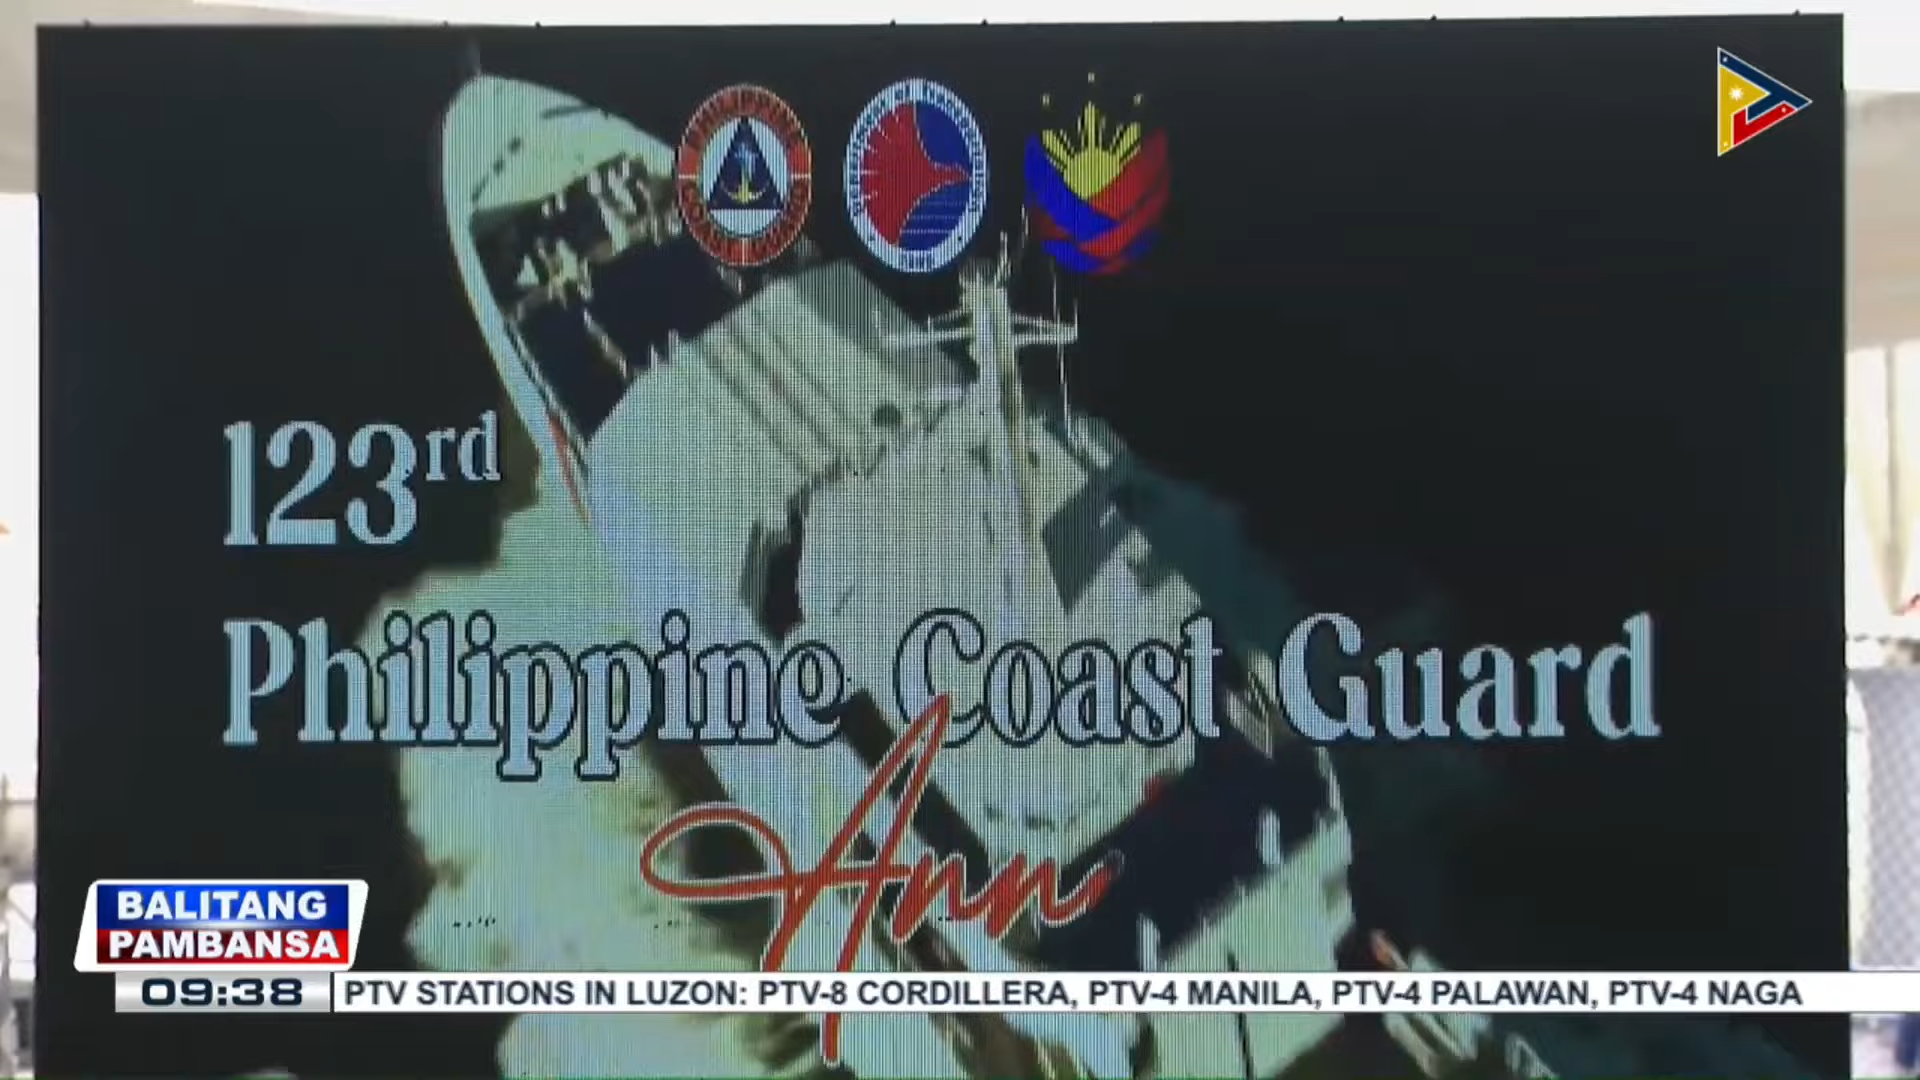 123rd
Philippine Coast Guard
Ann
BALITANG
PAMBANSA
09:38
PTV STATIONS IN LUZON: PTV-8 CORDILLERA, PTV-4 MANILA, PTV-4 PALAWAN, PTV-4 NAGA